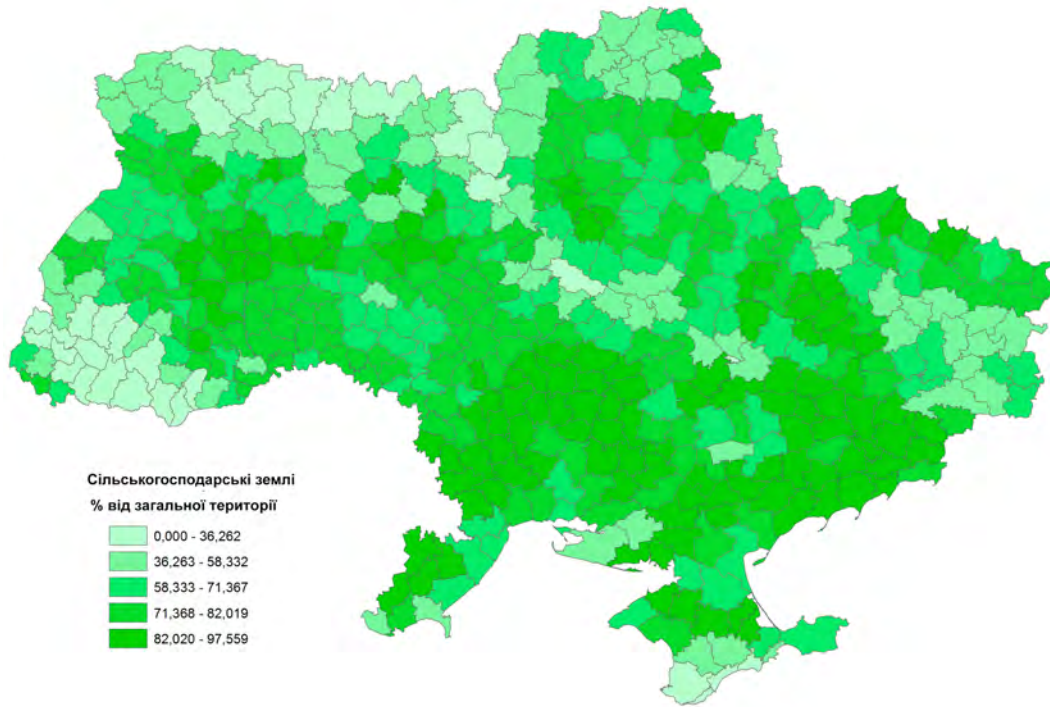 Сільськогосподарські землі
% від загальної території
0,000 - 36,262
36,263 - 58,332
58,333 - 71,367
71,368 - 82,019
82,020 - 97,559